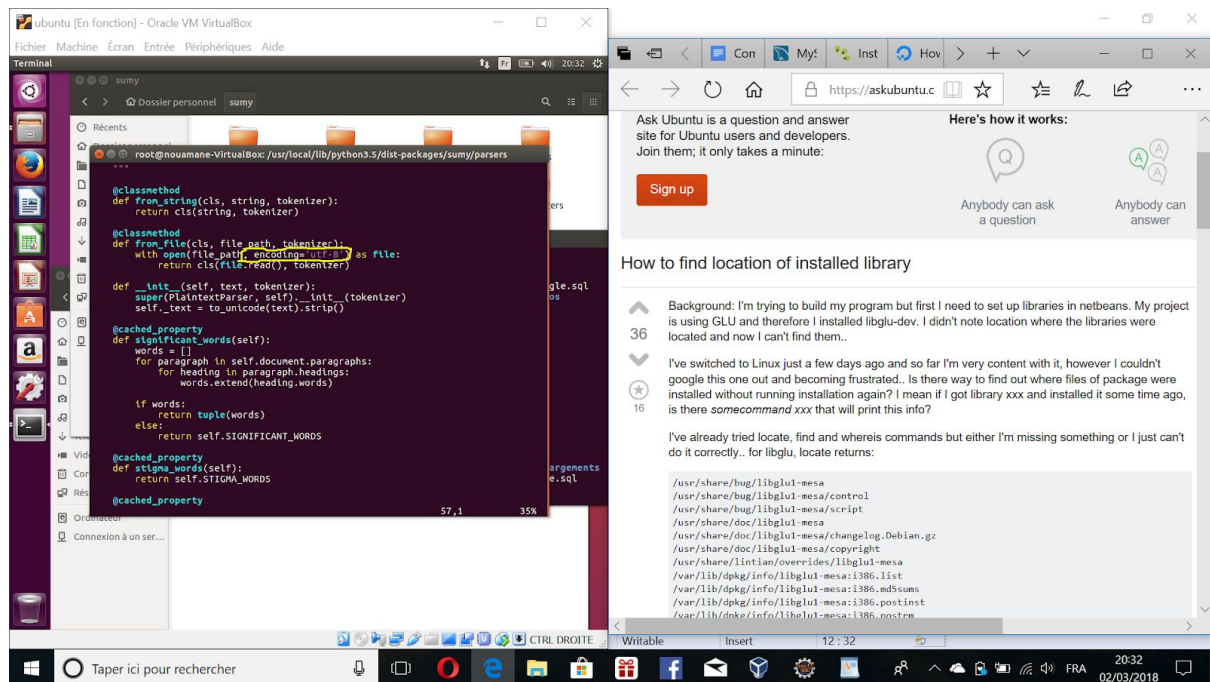 ubuntu [En fonction] - Oracle VM VirtualBox
Fichier Machine Écran Entrée Périphériques Aide
Terminal
Fr
20:32
sumy
Dossier personnel sumy
Récents
root@nouamane-VirtualBox: /usr/local/lib/python3.5/dist-packages/sumy/parsers
"""
@classmethod
def from_string(cls, string, tokenizer):
return cls(string, tokenizer)
@classmethod
def from_file(cls, file_path, tokenizer):
with open(file_path, encoding='utf-8') as file:
return cls(file.read(), tokenizer)
def __init__(self, text, tokenizer):
super(PlaintextParser, self).__init__(tokenizer)
self._text = to_unicode(text).strip()
@cached_property
def significant_words(self):
words = []
for paragraph in self.document.paragraphs:
for heading in paragraph.headings:
words.extend(heading.words)
if words:
return tuple(words)
else:
return self.SIGNIFICANT_WORDS
@cached_property
def stigma_words(self):
return self.STIGMA_WORDS
@cached_property
57,1 35%
ers
gle.sql
os
argements
e.sql
Vid
Cor
Rés
Ordinateur
Connexion à un ser...
CTRL DROITE
Com
MyS
Inst
How
https://askubuntu.c
Ask Ubuntu is a question and answer
site for Ubuntu users and developers.
Join them; it only takes a minute:
Sign up
Here's how it works:
Q
A
A
A
Anybody can ask
a question
Anybody can
answer
How to find location of installed library
36
16
Background: I'm trying to build my program but first I need to set up libraries in netbeans. My project
is using GLU and therefore I installed libglu-dev. I didn't note location where the libraries were
located and now I can't find them..
I've switched to Linux just a few days ago and so far I'm very content with it, however I couldn't
google this one out and becoming frustrated.. Is there way to find out where files of package were
installed without running installation again? I mean if I got library xxx and installed it some time ago,
is there somecommand xxx that will print this info?
I've already tried locate, find and whereis commands but either I'm missing something or I just can't
do it correctly.. for libglu, locate returns:
/usr/share/bug/libglu1-mesa
/usr/share/bug/libglu1-mesa/control
/usr/share/bug/libglu1-mesa/script
/usr/share/doc/libglu1-mesa
/usr/share/doc/libglu1-mesa/changelog.Debian.gz
/usr/share/doc/libglu1-mesa/copyright
/usr/share/lintian/overrides/libglu1-mesa
/var/lib/dpkg/info/libglu1-mesa:i386.list
/var/lib/dpkg/info/libglu1-mesa:i386.md5sums
/var/lib/dpkg/info/libglu1-mesa:i386.postinst
/var/lib/dpkg/info/libglu1-mesa:i386.postrm
Writable Insert 12 : 32
Taper ici pour rechercher
FRA
20:32
02/03/2018